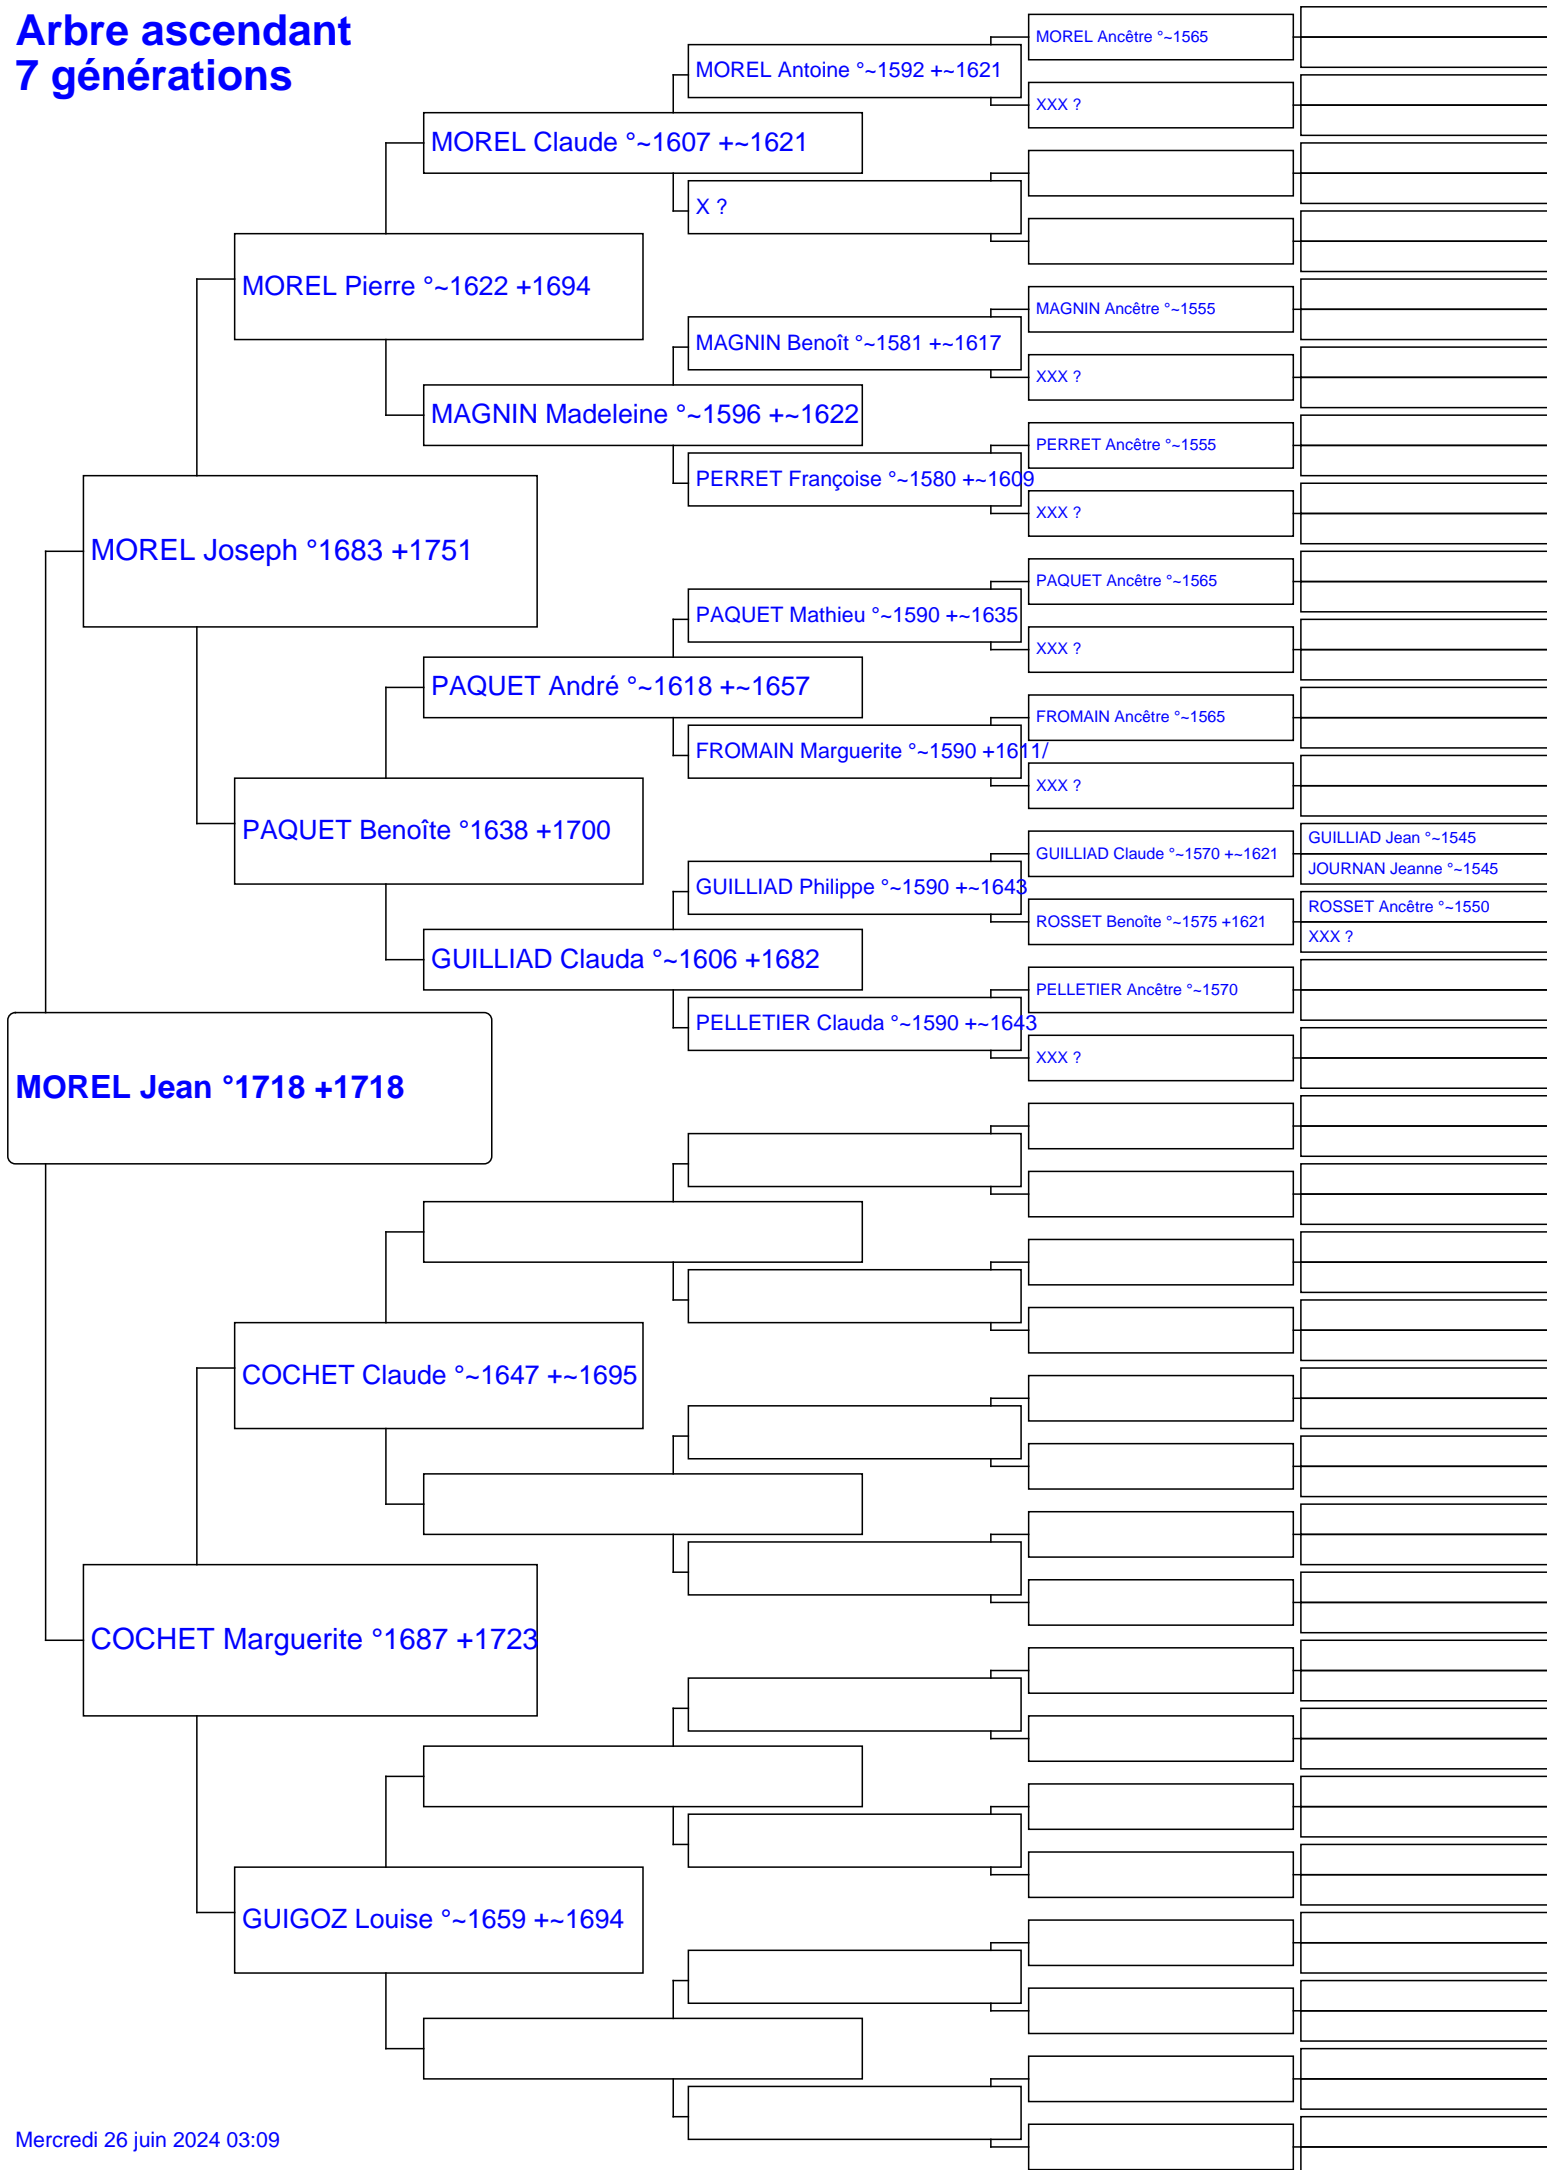 Arbre ascendant
7 générations
MOREL Ancêtre °~1565
MOREL Antoine °~1592 +~1621
XXX ?
MOREL Claude °~1607 +~1621
X ?
MOREL Pierre °~1622 +1694
MAGNIN Ancêtre °~1555
MAGNIN Benoît °~1581 +~1617
XXX ?
MAGNIN Madeleine °~1596 +~1622
PERRET Ancêtre °~1555
PERRET Françoise °~1580 +~1609
XXX ?
MOREL Joseph °1683 +1751
PAQUET Ancêtre °~1565
PAQUET Mathieu °~1590 +~1635
XXX ?
PAQUET André °~1618 +~1657
FROMAIN Ancêtre °~1565
FROMAIN Marguerite °~1590 +1611/
XXX ?
PAQUET Benoîte °1638 +1700
GUILLIAD Jean °~1545
GUILLIAD Claude °~1570 +~1621
JOURNAN Jeanne °~1545
GUILLIAD Philippe °~1590 +~1643
ROSSET Ancêtre °~1550
ROSSET Benoîte °~1575 +1621
XXX ?
GUILLIAD Clauda °~1606 +1682
PELLETIER Ancêtre °~1570
PELLETIER Clauda °~1590 +~1643
XXX ?
MOREL Jean °1718 +1718
COCHET Claude °~1647 +~1695
COCHET Marguerite °1687 +1723
GUIGOZ Louise °~1659 +~1694
Mercredi 26 juin 2024 03:09